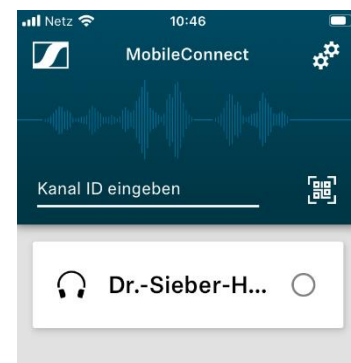 Netz 10:46
MobileConnect
Kanal ID eingeben
Dr.-Sieber-H...